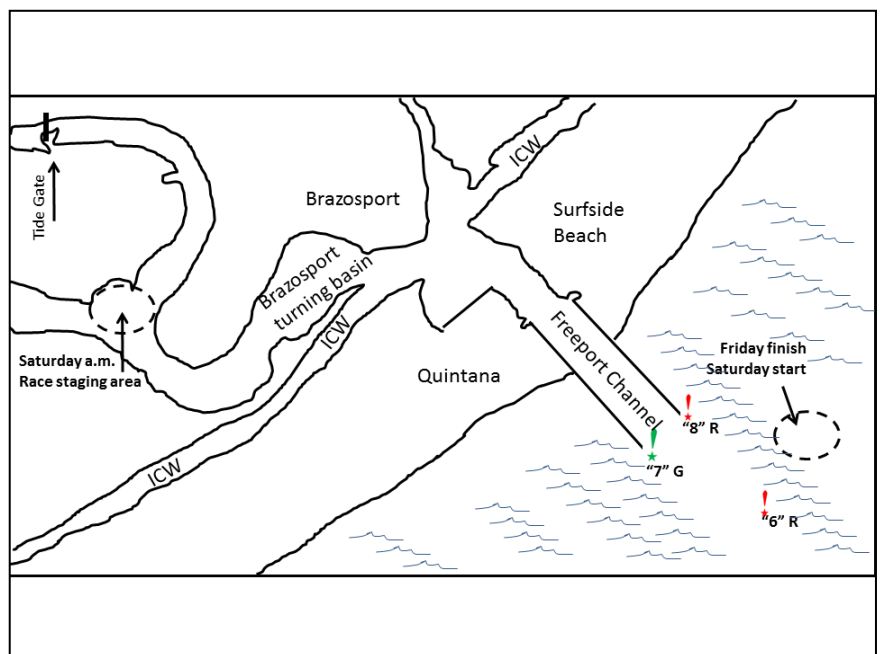 ICW
Tide Gate
Brazosport
Surfside
Beach
Brazosport
turning basin
ICW
Freeport Channel
Saturday a.m.
Race staging area
Friday finish
Saturday start
Quintana
"8" R
"7" G
ICW
"6" R